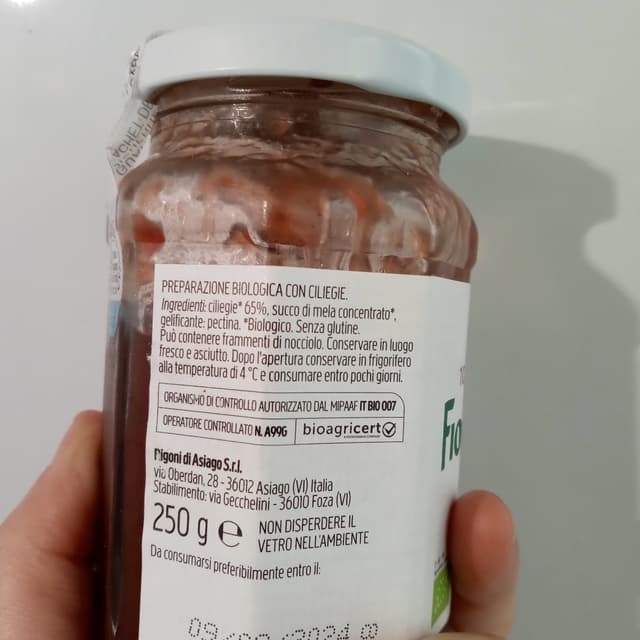 PREPARAZIONE BIOLOGICA CON CILIEGIE.
Ingredienti: ciliegie* 65%, succo di mela concentrato*,
gelificante: pectina. *Biologico. Senza glutine.
Può contenere frammenti di nocciolo. Conservare in luogo
fresco e asciutto. Dopo l'apertura conservare in frigorifero
alla temperatura di 4 °C e consumare entro pochi giorni.
ORGANISMO DI CONTROLLO AUTORIZZATO DAL MIPAAF IT BIO 007
OPERATORE CONTROLLATO N. A99G
bioagricert
Rigoni di Asiago S.r.l.
via Oberdan, 28 - 36012 Asiago (VI) Italia
Stabilimento: via Gecchelini - 36010 Foza (VI)
250 g e
NON DISPERDERE IL
VETRO NELL'AMBIENTE
Da consumarsi preferibilmente entro il:
Fio